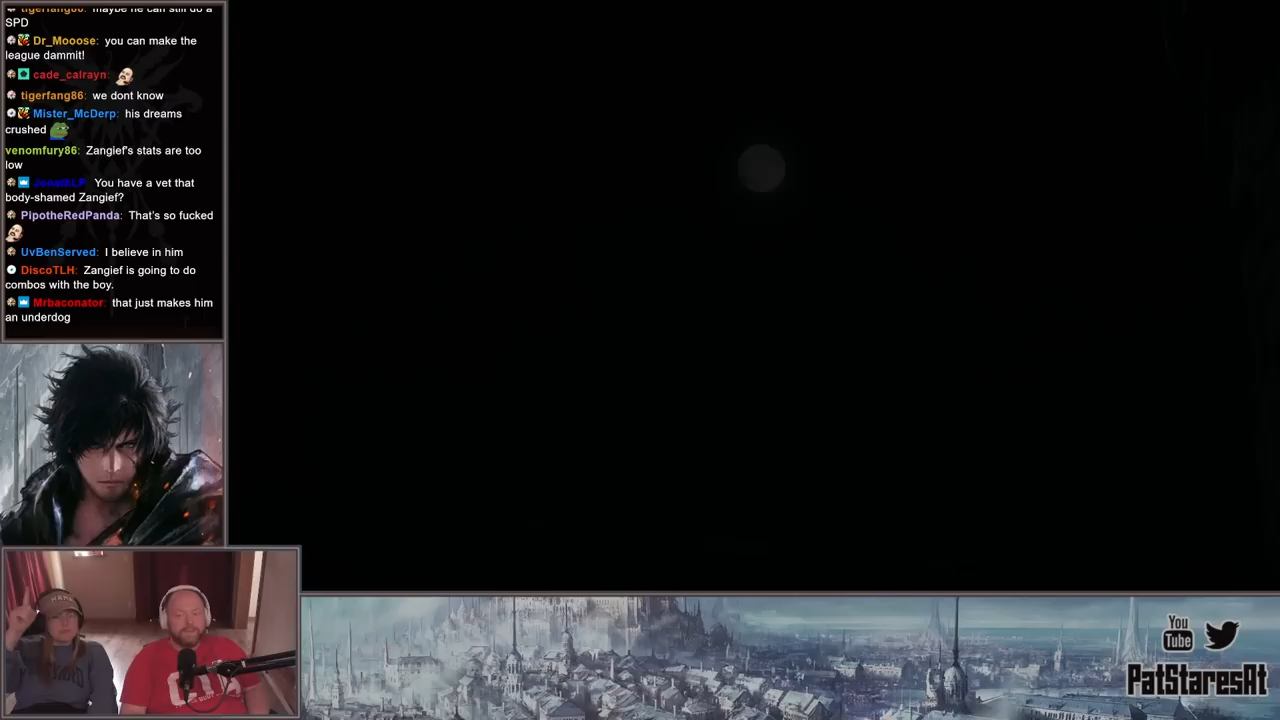 tigerfang86: maybe he can still do a
SPD
Dr_Mooose: you can make the
league dammit!
cade_calrayn:
tigerfang86: we dont know
Mister_McDerp: his dreams
crushed
venomfury86: Zangief's stats are too
low
You have a vet that
body-shamed Zangief?
PipotheRedPanda: That's so fucked
UvBenServed: I believe in him
DiscoTLH: Zangief is going to do
combos with the boy.
Mrbaconator: that just makes him
an underdog
You
Tube
PatStaresAt